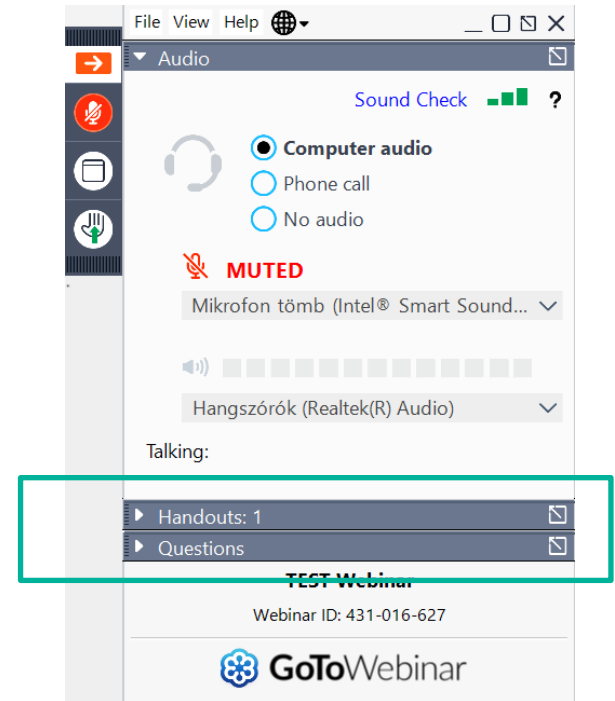 File View Help
Audio
Sound Check ?
Computer audio
Phone call
No audio
MUTED
Mikrofon tömb (Intel® Smart Sound...
Hangszórók (Realtek(R) Audio)
Talking:
Handouts: 1
Questions
TEST Webinar
Webinar ID: 431-016-627
GoToWebinar